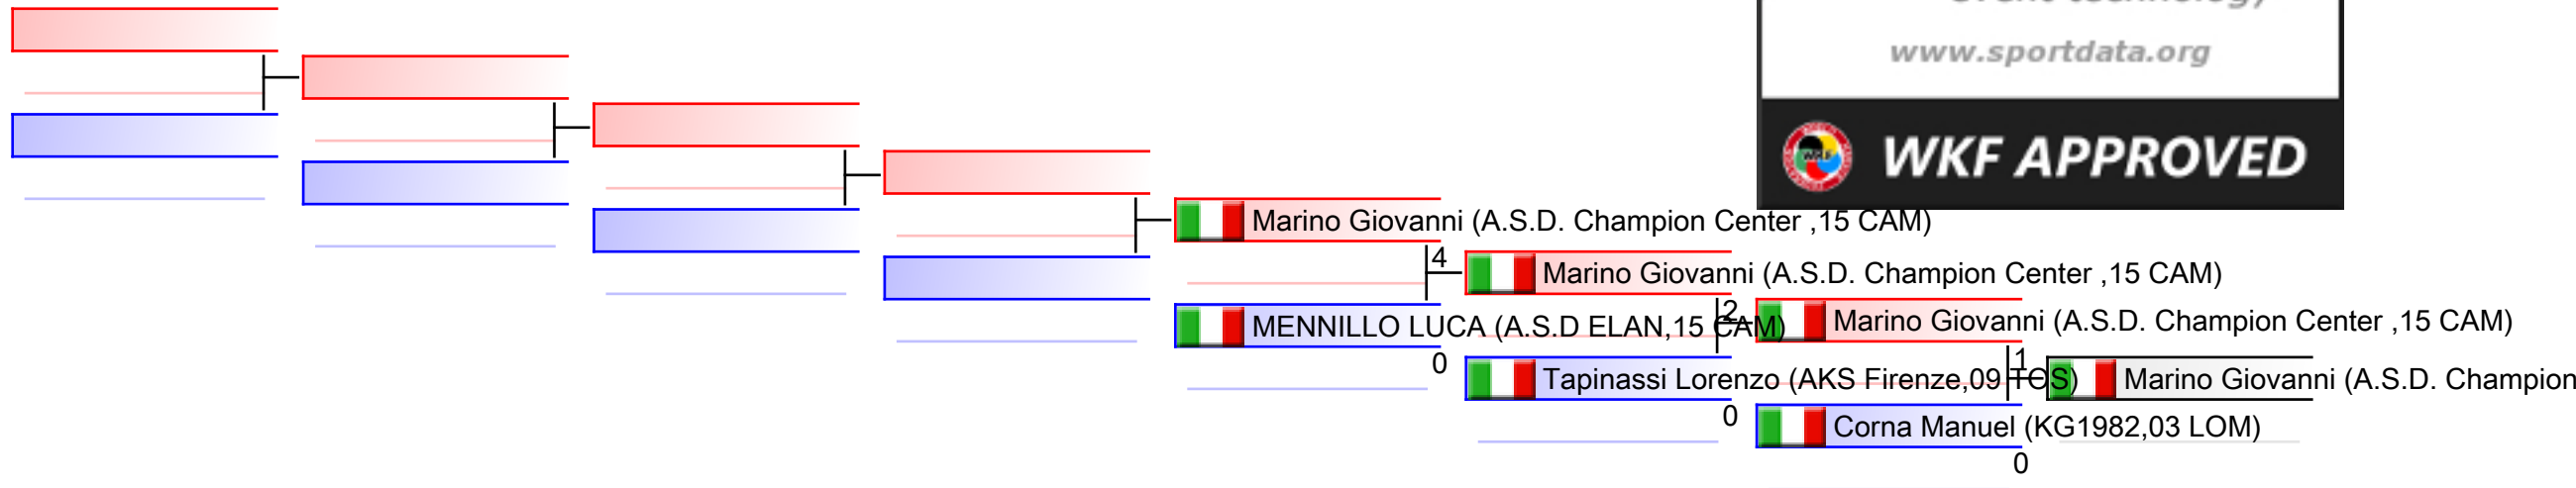 event technology
www.sportdata.org
WKF APPROVED
Marino Giovanni (A.S.D. Champion Center ,15 CAM)
4
Marino Giovanni (A.S.D. Champion Center ,15 CAM)
2
Marino Giovanni (A.S.D. Champion Center ,15 CAM)
MENNILLO LUCA (A.S.D ELAN,15 CAM)
0
1
Tapinassi Lorenzo (AKS Firenze,09 TOS)
Marino Giovanni (A.S.D. Champion
0
Corna Manuel (KG1982,03 LOM)
0